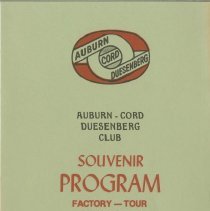 AUBURN
CORD
DUESENBERG
AUBURN - CORD
DUESENBERG
CLUB
SOUVENIR
PROGRAM
FACTORY — TOUR